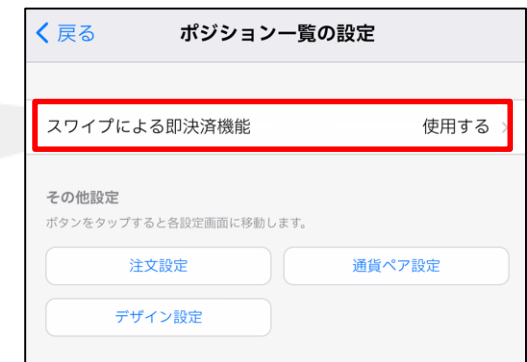 戻る ポジション一覧の設定
スワイプによる即決済機能 使用する
その他設定
ボタンをタップすると各設定画面に移動します。
注文設定 通貨ペア設定
デザイン設定